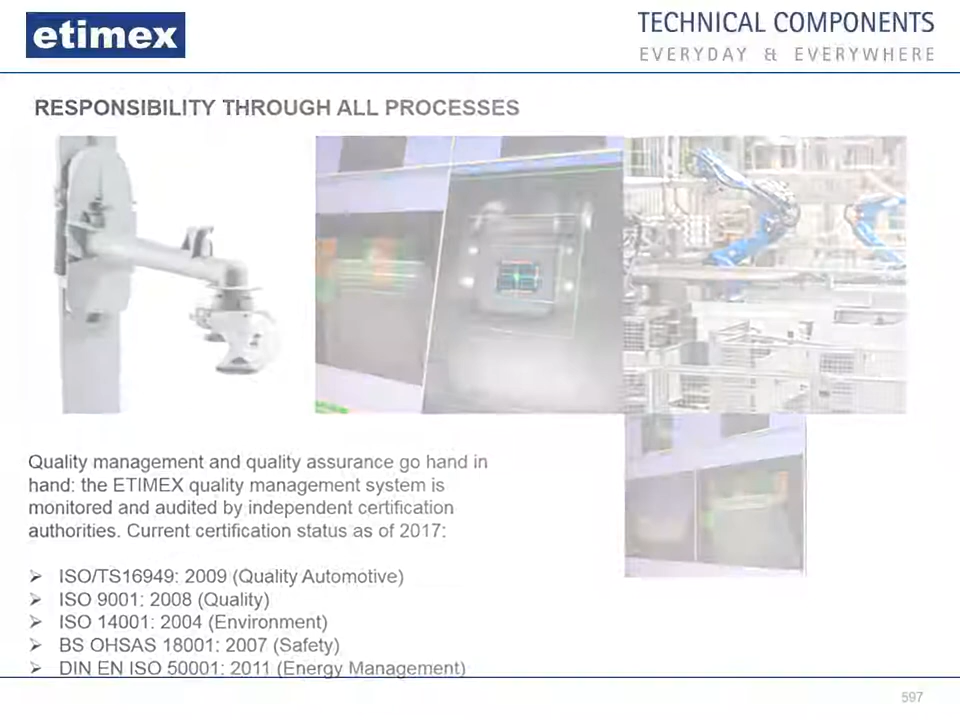 etimex
TECHNICAL COMPONENTS
EVERYDAY & EVERYWHERE
RESPONSIBILITY THROUGH ALL PROCESSES
Quality management and quality assurance go hand in
hand: the ETIMEX quality management system is
monitored and audited by independent certification
authorities. Current certification status as of 2017:
➢ ISO/TS16949: 2009 (Quality Automotive)
➢ ISO 9001: 2008 (Quality)
➢ ISO 14001: 2004 (Environment)
➢ BS OHSAS 18001: 2007 (Safety)
➢ DIN EN ISO 50001: 2011 (Energy Management)
597